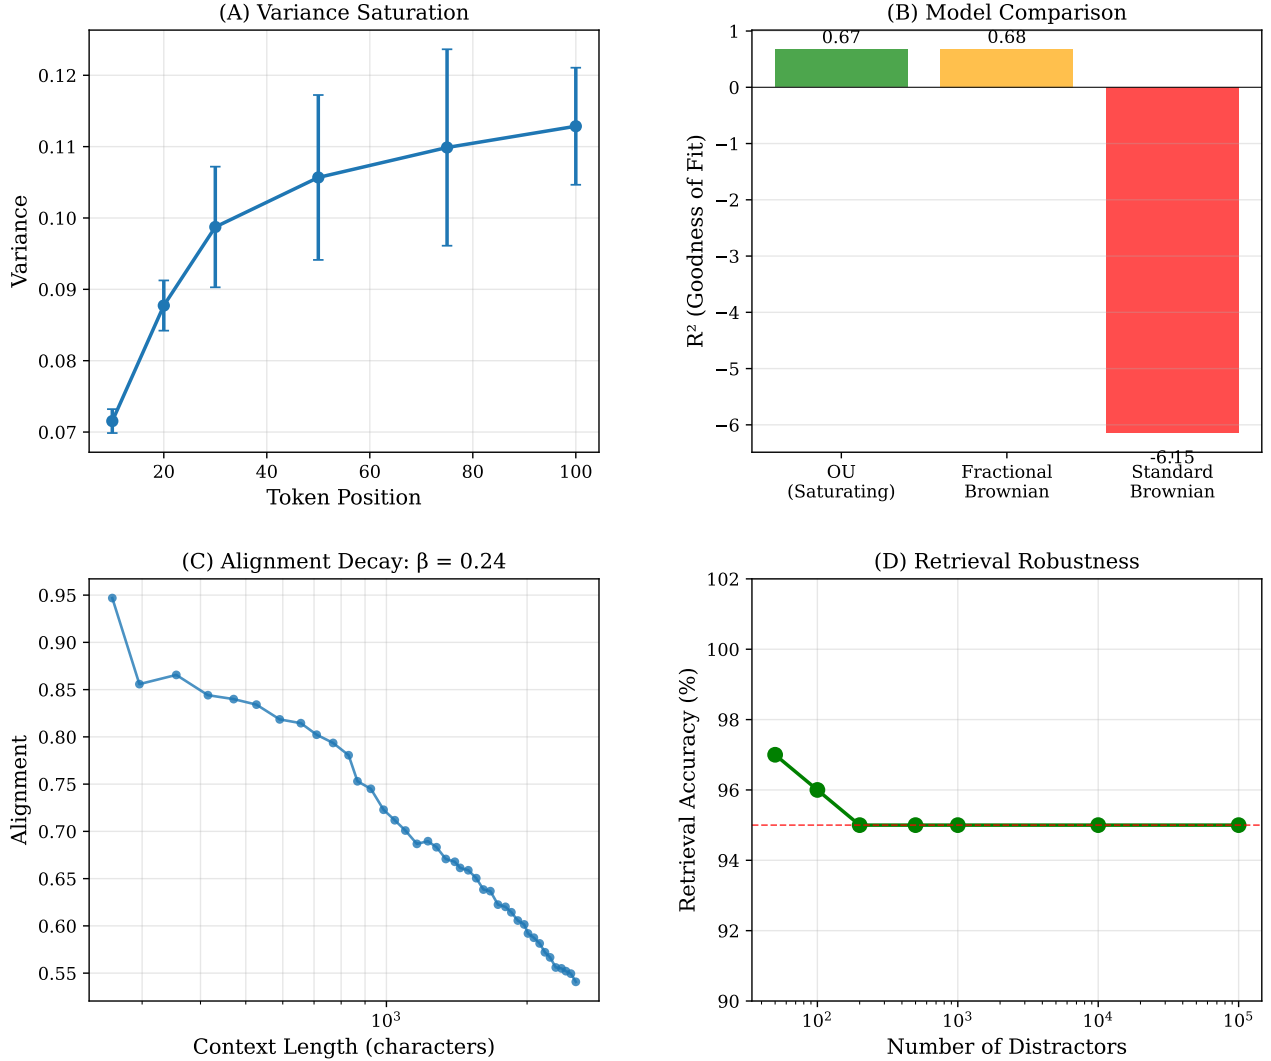 (A) Variance Saturation
Variance
0.12
0.11
0.10
0.09
0.08
0.07
20
40
60
80
100
Token Position
(B) Model Comparison
R² (Goodness of Fit)
1
0
−1
−2
−3
−4
−5
−6
0.67
0.68
-6.15
OU
(Saturating)
Fractional
Brownian
Standard
Brownian
(C) Alignment Decay: β = 0.24
Alignment
0.95
0.90
0.85
0.80
0.75
0.70
0.65
0.60
0.55
10³
Context Length (characters)
(D) Retrieval Robustness
Retrieval Accuracy (%)
102
100
98
96
94
92
90
10²
10³
10⁴
10⁵
Number of Distractors